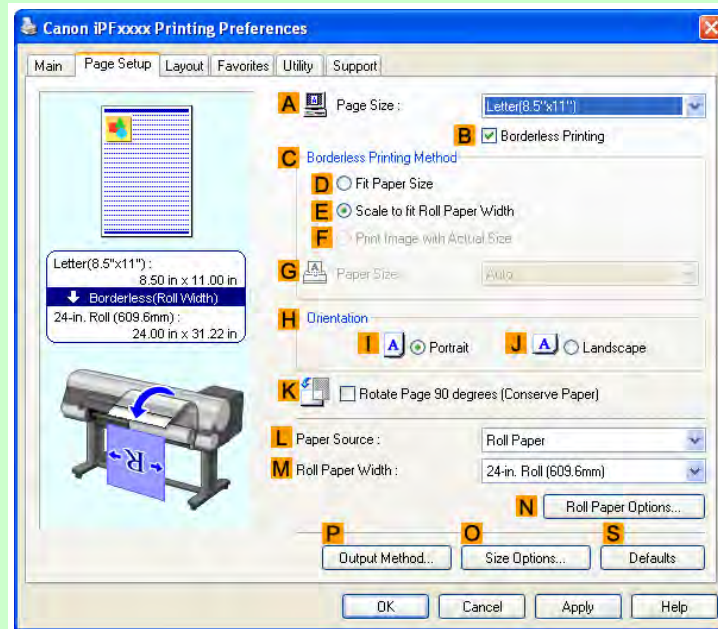 Canon iPFxxxx Printing Preferences
Main Page Setup Layout Favorites Utility Support
A Page Size : Letter(8.5"x11")
B Borderless Printing
C Borderless Printing Method
D Fit Paper Size
E Scale to fit Roll Paper Width
F Print Image with Actual Size
G Paper Size: Auto
Letter(8.5"x11") :
8.50 in x 11.00 in
Borderless(Roll Width)
24-in. Roll (609.6mm) :
24.00 in x 31.22 in
H Orientation
I A Portrait J A Landscape
K Rotate Page 90 degrees (Conserve Paper)
R
L Paper Source : Roll Paper
M Roll Paper Width : 24-in. Roll (609.6mm)
N Roll Paper Options...
P O S
Output Method... Size Options... Defaults
OK Cancel Apply Help